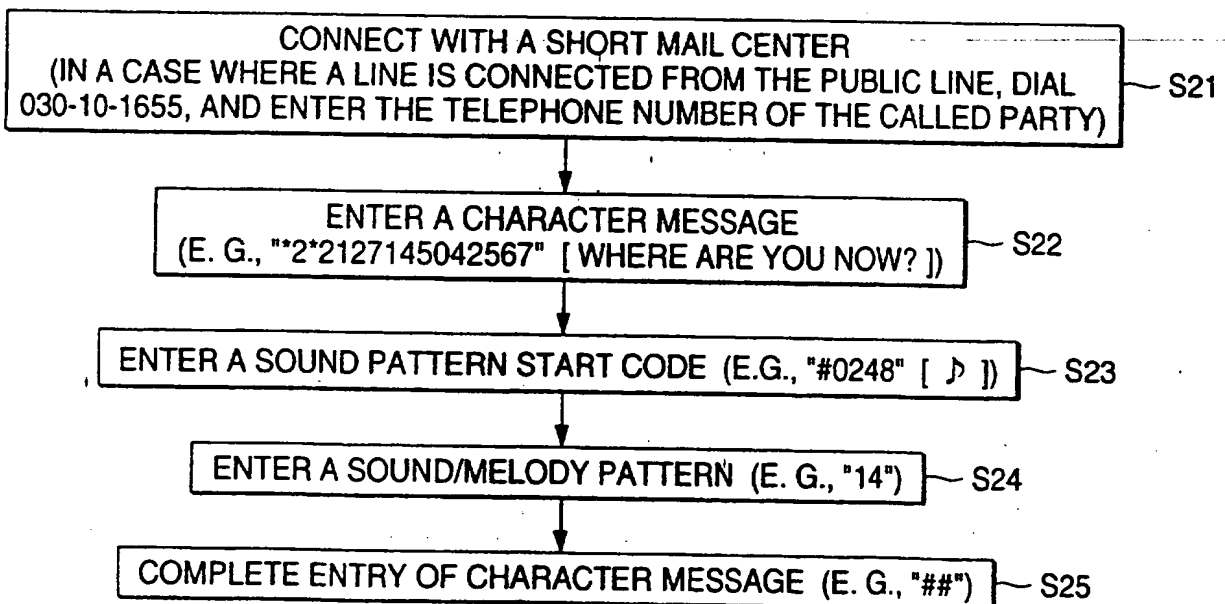 CONNECT WITH A SHORT MAIL CENTER
(IN A CASE WHERE A LINE IS CONNECTED FROM THE PUBLIC LINE, DIAL
030-10-1655, AND ENTER THE TELEPHONE NUMBER OF THE CALLED PARTY)
S21
ENTER A CHARACTER MESSAGE
(E. G., "*2*2127145042567" [ WHERE ARE YOU NOW? ])
S22
ENTER A SOUND PATTERN START CODE (E.G., "#0248" [ ♪ ])
S23
ENTER A SOUND/MELODY PATTERN (E. G., "14")
S24
COMPLETE ENTRY OF CHARACTER MESSAGE (E. G., "##")
S25